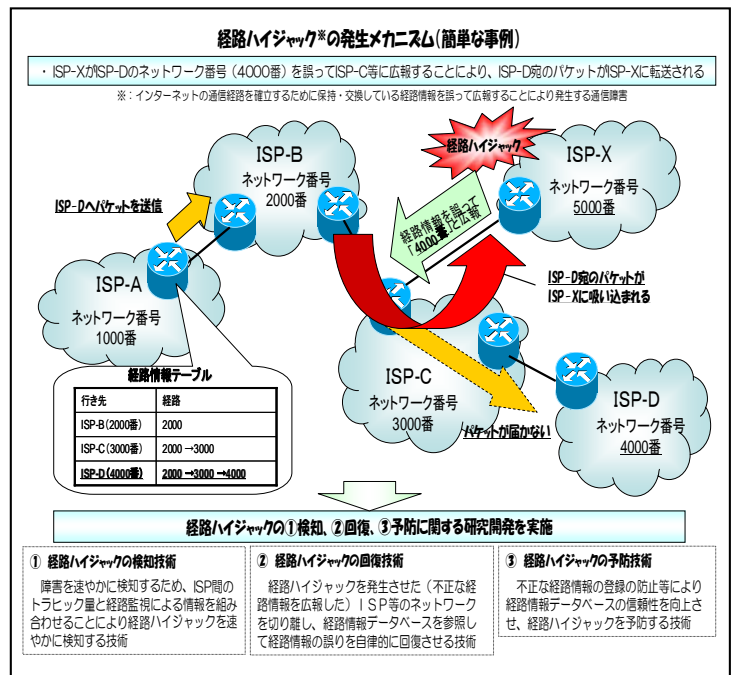 経路ハイジャック※の発生メカニズム(簡単な事例)
・ ISP-XがISP-Dのネットワーク番号（4000番）を誤ってISP-C等に広報することにより、ISP-D宛のパケットがISP-Xに転送される
※：インターネットの通信経路を確立するために保持・交換している経路情報を誤って広報することにより発生する通信障害
経路ハイジャック
ISP-B
ネットワーク番号
2000番
ISP-X
ネットワーク番号
5000番
ISP-Dへパケットを送信
経路情報を誤って
「4000番」と広報
ISP-A
ネットワーク番号
1000番
ISP-D宛のパケットが
ISP-Xに吸い込まれる
ISP-C
ネットワーク番号
3000番
ISP-D
ネットワーク番号
4000番
パケットが届かない
経路情報テーブル
行き先 経路
ISP-B(2000番) 2000
ISP-C(3000番) 2000→3000
ISP-D(4000番) 2000→3000→4000
経路ハイジャックの①検知、②回復、③予防に関する研究開発を実施
① 経路ハイジャックの検知技術
障害を速やかに検知するため、ISP間の
トラヒック量と経路監視による情報を組み
合わせることにより経路ハイジャックを速
やかに検知する技術
② 経路ハイジャックの回復技術
経路ハイジャックを発生させた（不正な経
路情報を広報した）ＩＳＰ等のネットワーク
を切り離し、経路情報データベースを参照し
て経路情報の誤りを自律的に回復させる技術
③ 経路ハイジャックの予防技術
不正な経路情報の登録の防止等により
経路情報データベースの信頼性を向上さ
せ、経路ハイジャックを予防する技術